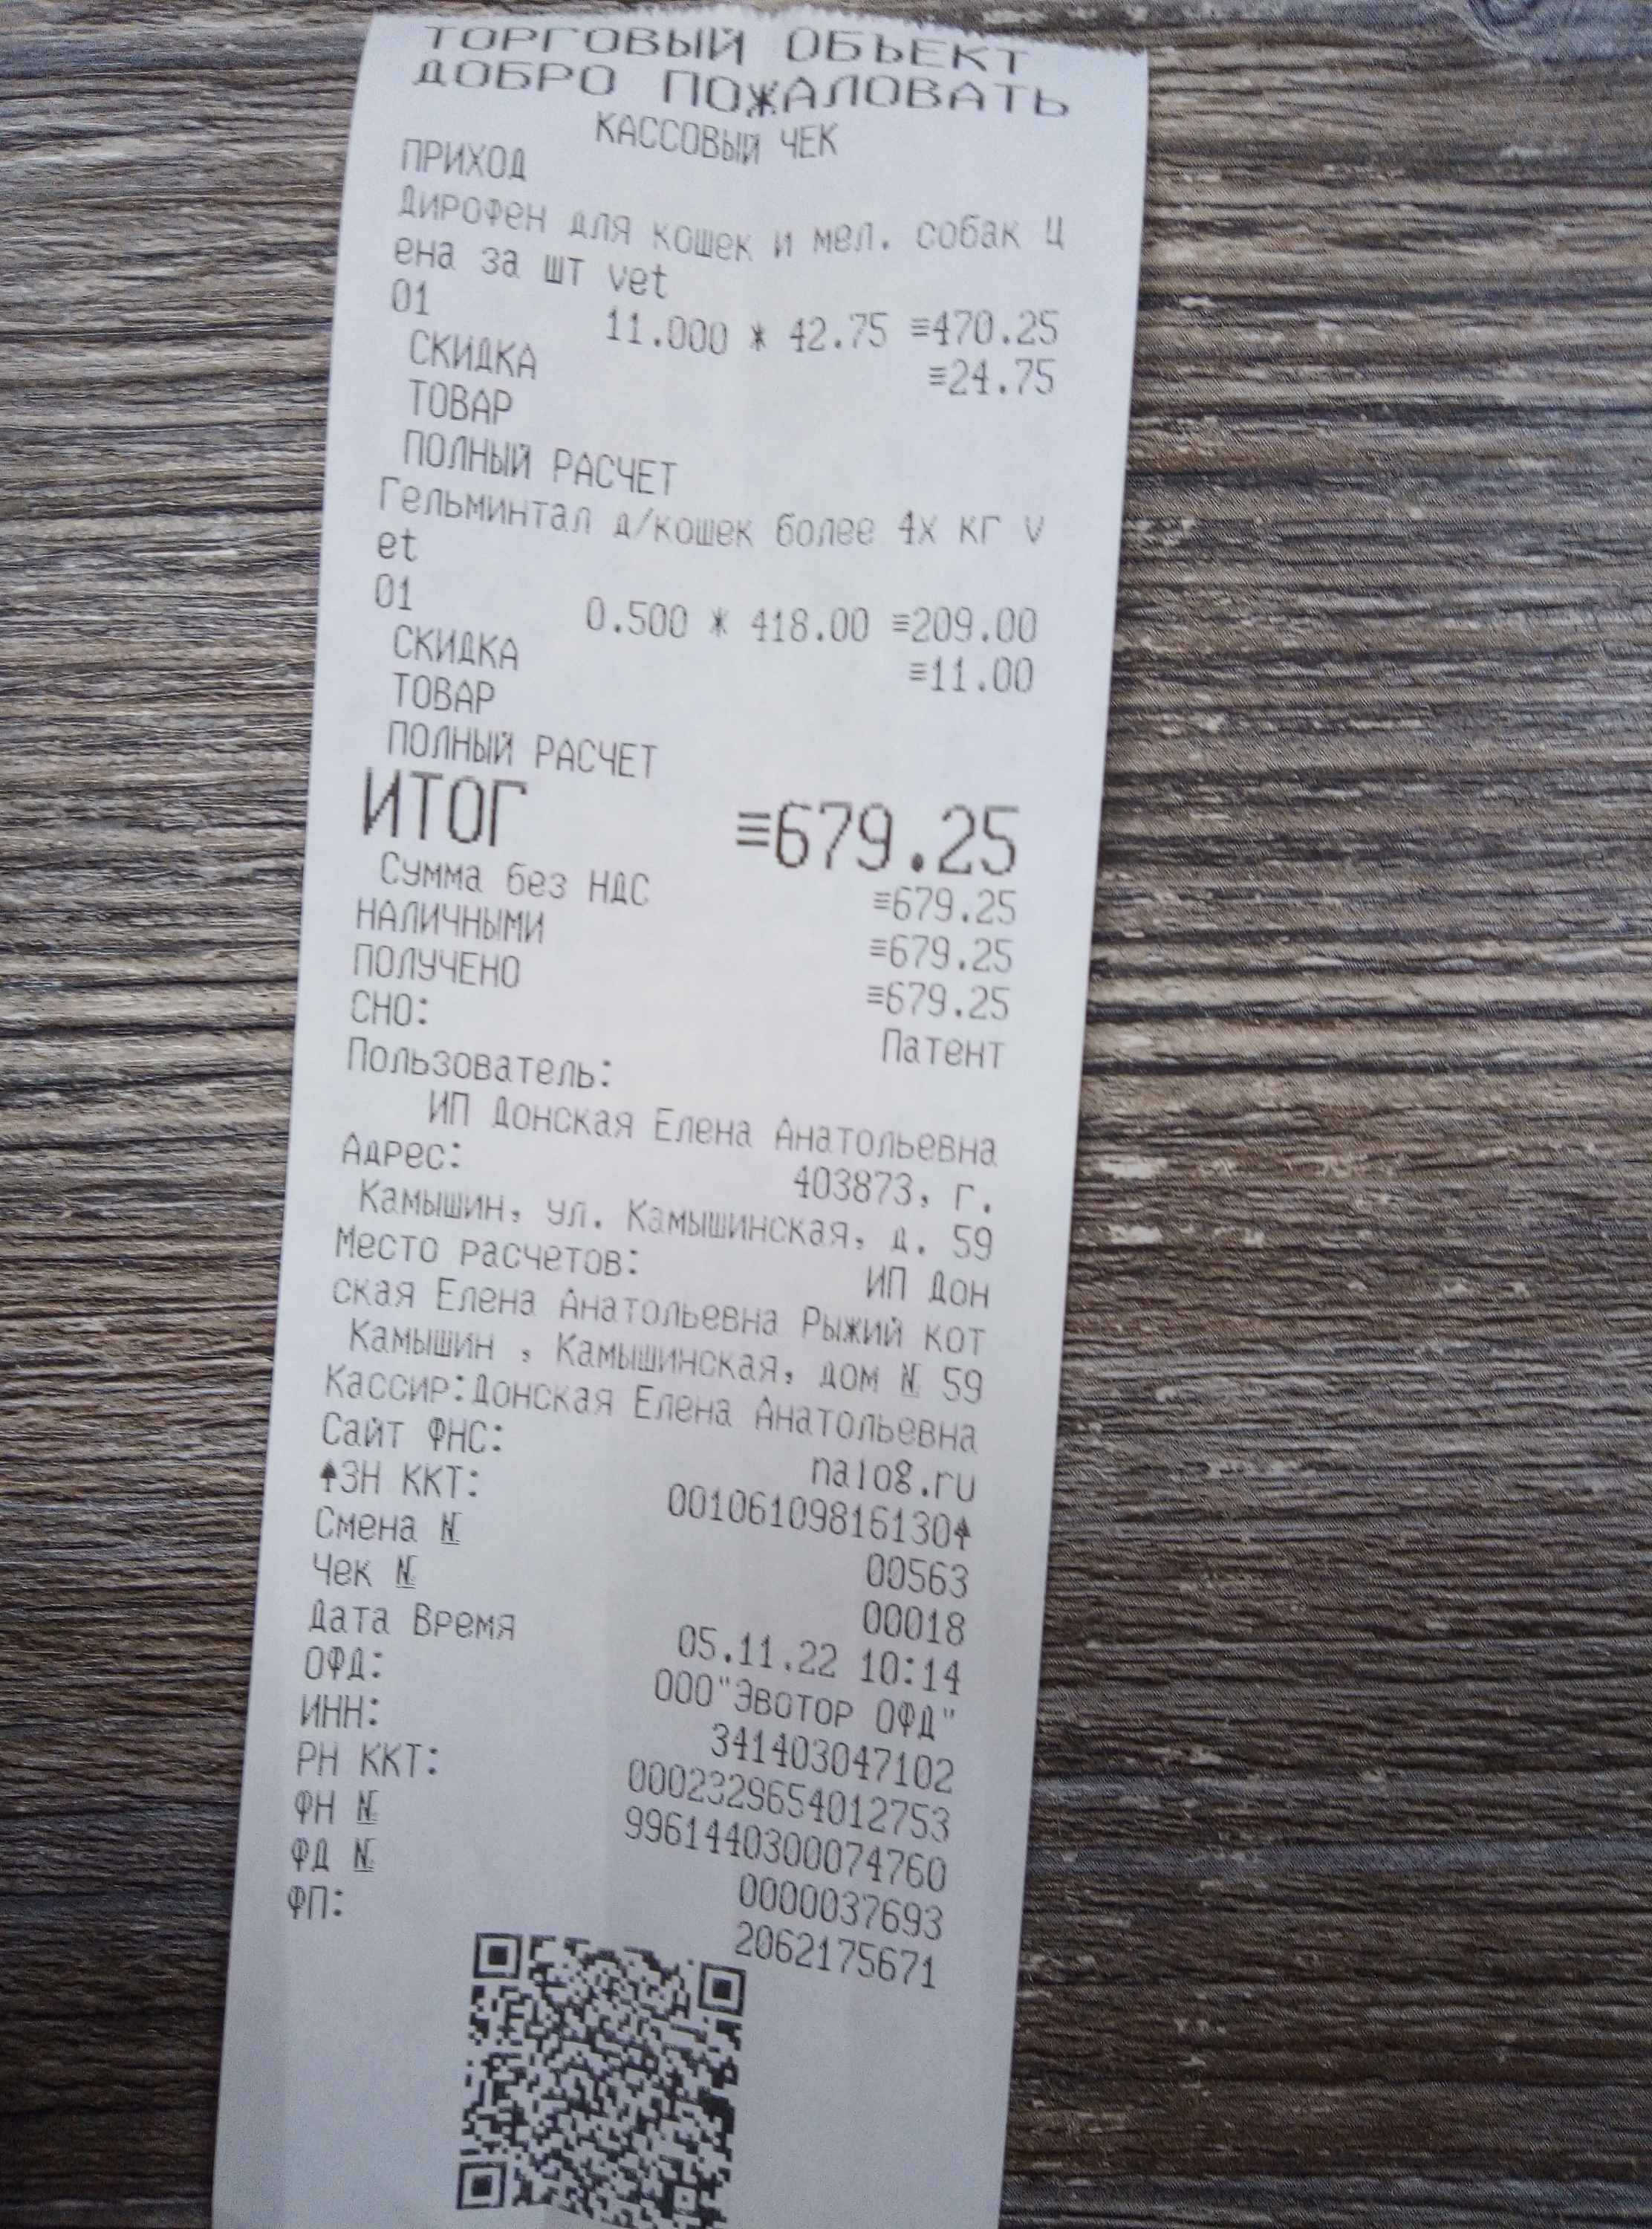 ТОРГОВЫЙ ОБЪЕКТ
ДОБРО ПОЖАЛОВАТЬ
КАССОВЫЙ ЧЕК
ПРИХОД
Дирофен для кошек и мел. собак Ц
ена за шт vet
01 11.000 * 42.75 ≡470.25
СКИДКА ≡24.75
ТОВАР
ПОЛНЫЙ РАСЧЕТ
Гельминтал д/кошек более 4х кг v
et
01 0.500 * 418.00 ≡209.00
СКИДКА ≡11.00
ТОВАР
ПОЛНЫЙ РАСЧЕТ
ИТОГ ≡679.25
Сумма без НДС ≡679.25
НАЛИЧНЫМИ ≡679.25
ПОЛУЧЕНО ≡679.25
СНО: Патент
Пользователь:
ИП Донская Елена Анатольевна
Адрес: 403873, г.
Камышин, ул. Камышинская, д. 59
Место расчетов: ИП Дон
ская Елена Анатольевна Рыжий кот
Камышин , Камышинская, дом № 59
Кассир:Донская Елена Анатольевна
Сайт ФНС: nalog.ru
↑ЗН ККТ: 00106109816130↑
Смена № 00563
Чек № 00018
Дата Время 05.11.22 10:14
ОФД: ООО"Эвотор ОФД"
ИНН: 341403047102
РН ККТ: 0002329654012753
ФН № 9961440300074760
ФД № 0000037693
ФП: 2062175671